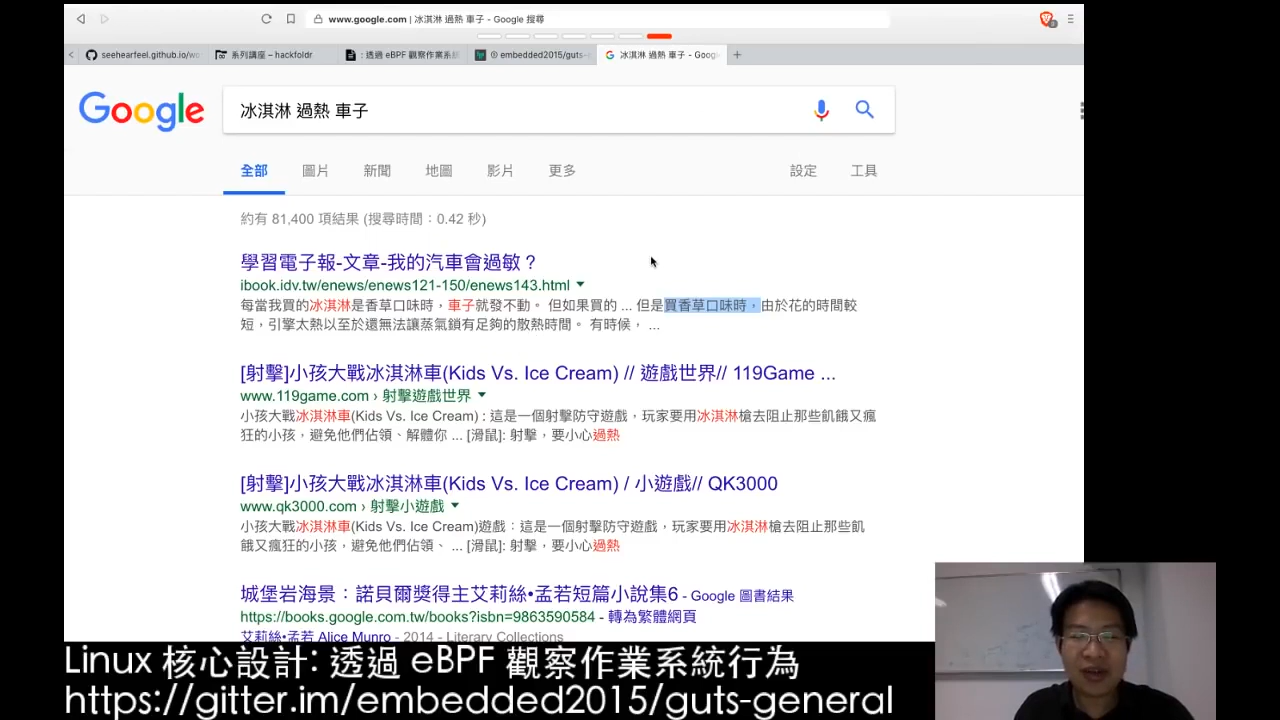 www.google.com | 冰淇淋 過熱 車子 - Google 搜尋
seehearfeel.github.io/wo
系列講座 – hackfoldr
: 透過 eBPF 觀察作業系統
embedded2015/guts-
冰淇淋 過熱 車子 - Goog
Google
冰淇淋 過熱 車子
全部 圖片 新聞 地圖 影片 更多 設定 工具
約有 81,400 項結果 (搜尋時間：0.42 秒)
學習電子報-文章-我的汽車會過敏？
ibook.idv.tw/enews/enews121-150/enews143.html
每當我買的冰淇淋是香草口味時，車子就發不動。 但如果買的 ... 但是買香草口味時，由於花的時間較
短，引擎太熱以至於還無法讓蒸氣鎖有足夠的散熱時間。 有時候， ...
[射擊]小孩大戰冰淇淋車(Kids Vs. Ice Cream) // 遊戲世界// 119Game ...
www.119game.com › 射擊遊戲世界
小孩大戰冰淇淋車(Kids Vs. Ice Cream) : 這是一個射擊防守遊戲，玩家要用冰淇淋槍去阻止那些飢餓又瘋
狂的小孩，避免他們佔領、解體你 ... [滑鼠]: 射擊，要小心過熱
[射擊]小孩大戰冰淇淋車(Kids Vs. Ice Cream) / 小遊戲// QK3000
www.qk3000.com › 射擊小遊戲
小孩大戰冰淇淋車(Kids Vs. Ice Cream)遊戲：這是一個射擊防守遊戲，玩家要用冰淇淋槍去阻止那些飢
餓又瘋狂的小孩，避免他們佔領、 ... [滑鼠]: 射擊，要小心過熱
城堡岩海景：諾貝爾獎得主艾莉絲•孟若短篇小說集6 - Google 圖書結果
https://books.google.com.tw/books?isbn=9863590584 - 轉為繁體網頁
艾莉絲•孟若 Alice Munro - 2014 - Literary Collections
Linux 核心設計: 透過 eBPF 觀察作業系統行為
https://gitter.im/embedded2015/guts-general